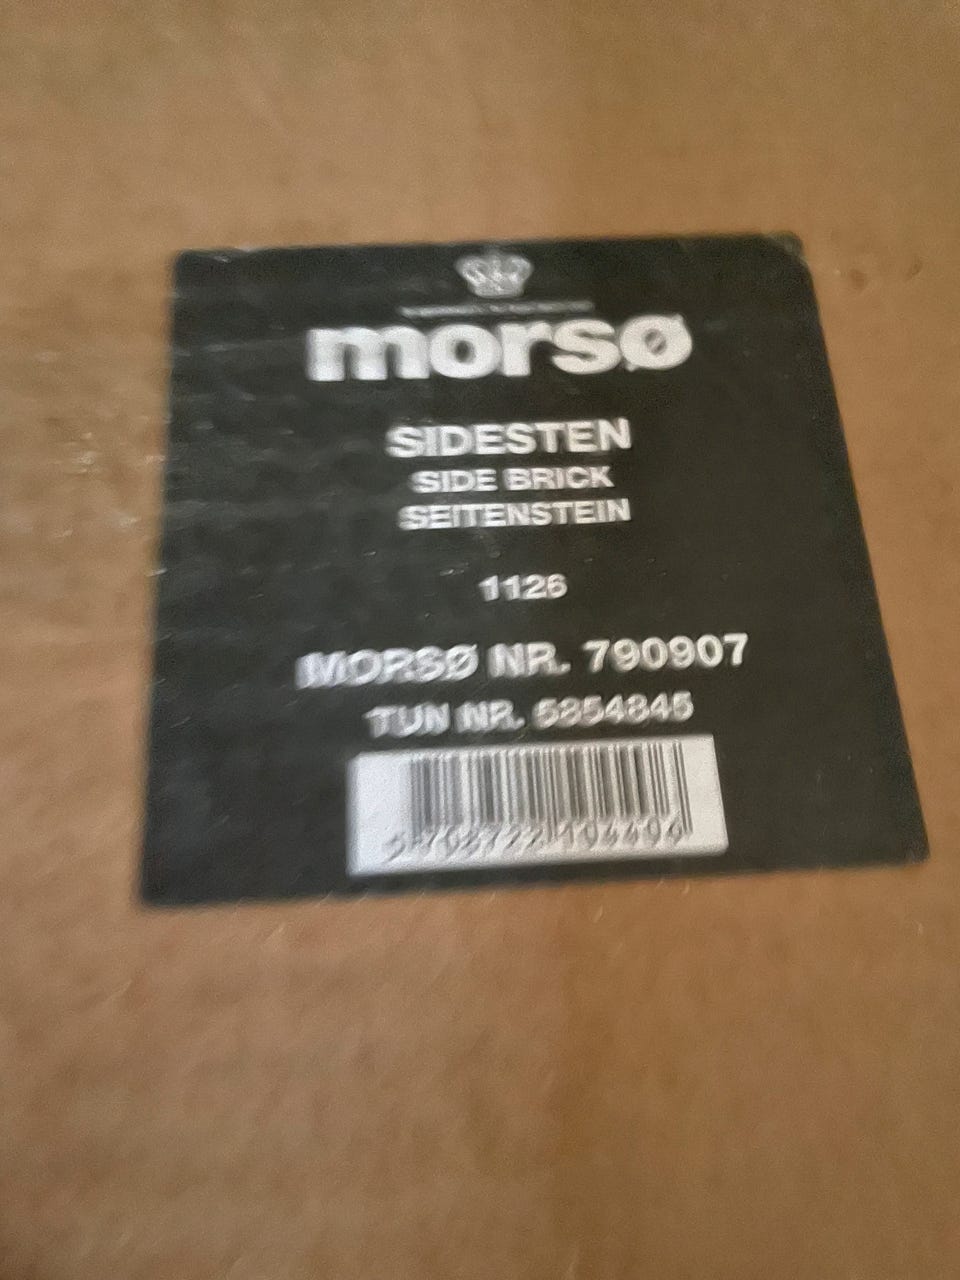 morsø
SIDESTEN
SIDE BRICK
SEITENSTEIN
1126
MORSØ NR. 790907
TUN NR. 5854845